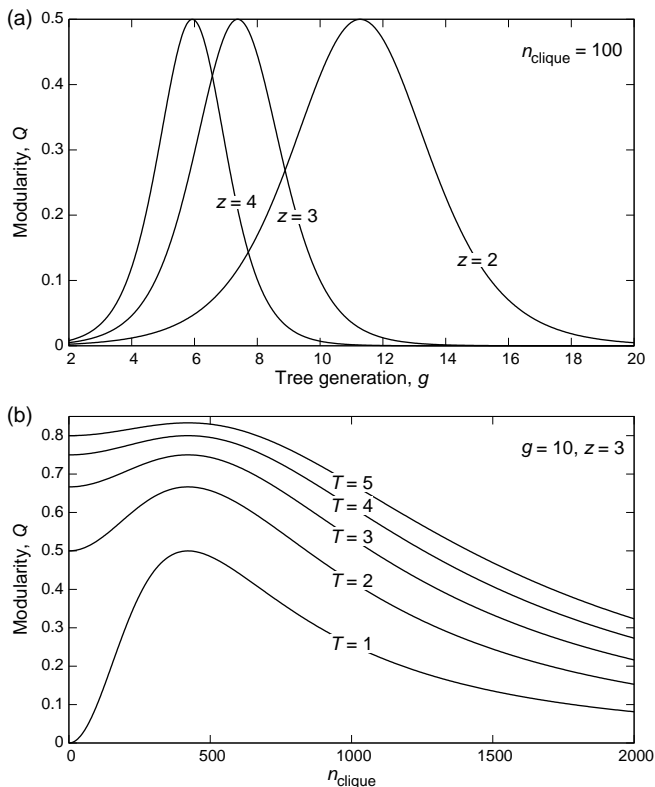 (a)
0.5
0.4
0.3
0.2
0.1
0
Modularity, Q
n_clique = 100
z = 4
z = 3
z = 2
2 4 6 8 10 12 14 16 18 20
Tree generation, g
(b)
0.8
0.7
0.6
0.5
0.4
0.3
0.2
0.1
0
Modularity, Q
g = 10, z = 3
T = 5
T = 4
T = 3
T = 2
T = 1
0 500 1000 1500 2000
n_clique